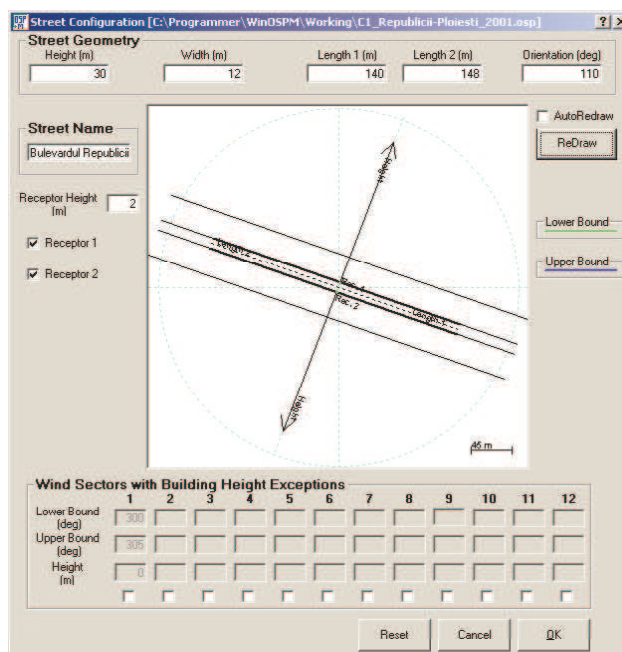 Street Configuration [C:\Programmer\WinOSPM\Working\C1_Republicii-Ploiesti_2001.osp]
Street Geometry
Height (m) Width (m) Length 1 (m) Length 2 (m) Orientation (deg)
30 12 140 148 110
Street Name
Bulevardul Republicii
Receptor Height (m) 2
Receptor 1
Receptor 2
AutoRedraw
ReDraw
Lower Bound
Upper Bound
Height
Length 2
Rec. 1
Rec. 2
Length 1
Height
45 m
Wind Sectors with Building Height Exceptions
1 2 3 4 5 6 7 8 9 10 11 12
Lower Bound (deg) 300
Upper Bound (deg) 305
Height (m) 0
Reset Cancel OK